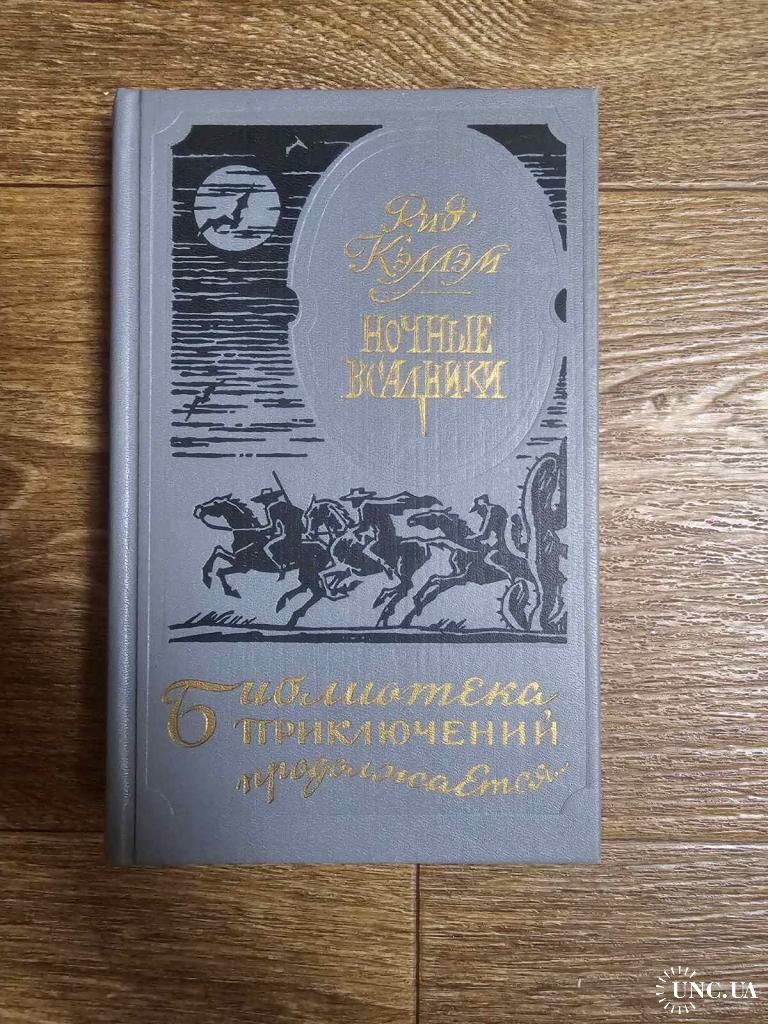 Рид,
Кэллэм
НОЧНЫЕ
ВСАДНИКИ
Библиотека
ПРИКЛЮЧЕНИЙ
продолжается
UNC.UA